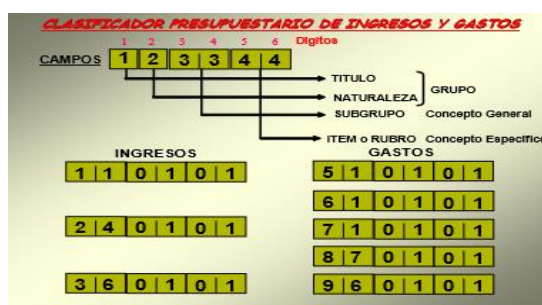 CLASIFICADOR PRESUPUESTARIO DE INGRESOS Y GASTOS
1 2 3 4 5 6 Digitos
CAMPOS 1 2 3 3 4 4
TITULO
NATURALEZA
GRUPO
SUBGRUPO Concepto General
ITEM o RUBRO Concepto Especifico
INGRESOS
1 | 1 0 | 1 0 | 1
2 | 4 0 | 1 0 | 1
3 | 6 0 | 1 0 | 1
GASTOS
5 | 1 0 | 1 0 | 1
6 | 1 0 | 1 0 | 1
7 | 1 0 | 1 0 | 1
8 | 7 0 | 1 0 | 1
9 | 6 0 | 1 0 | 1